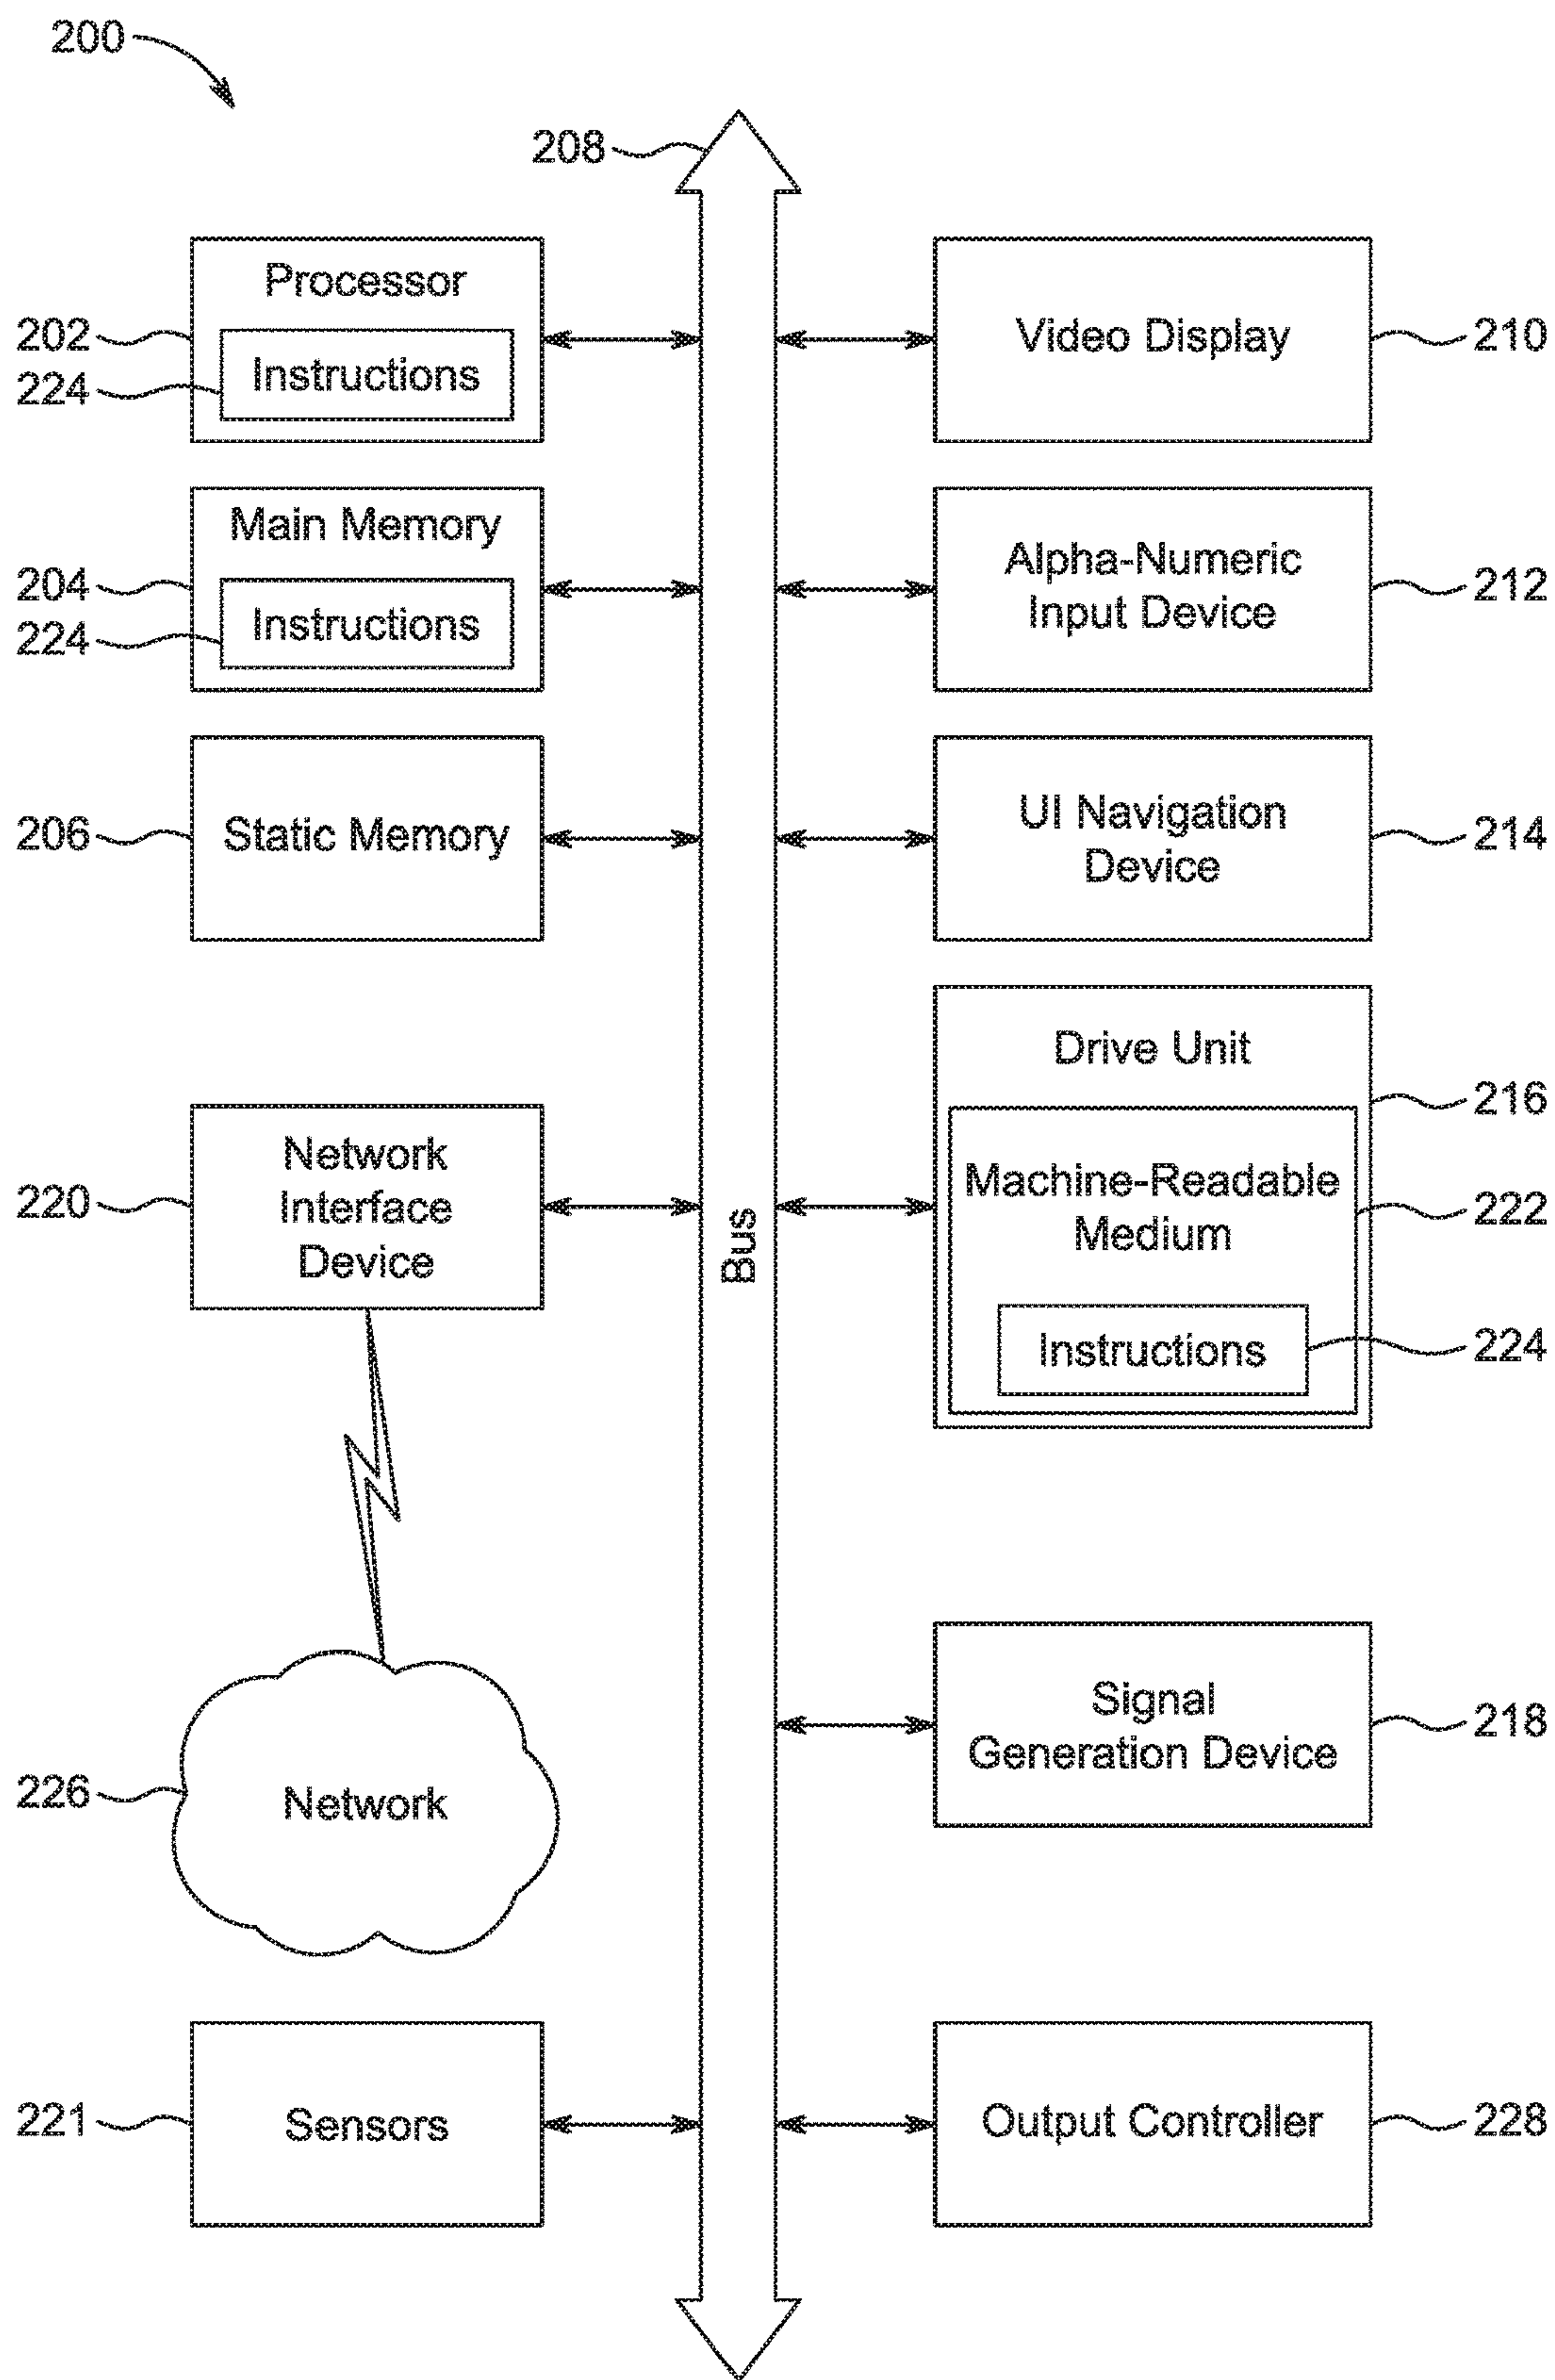 200
208
Processor
202
Instructions
224
Main Memory
204
Instructions
224
Static Memory
206
Network
Interface
Device
220
Network
226
Sensors
221
Bus
Video Display
210
Alpha-Numeric
Input Device
212
UI Navigation
Device
214
Drive Unit
216
Machine-Readable
Medium
222
Instructions
224
Signal
Generation Device
218
Output Controller
228